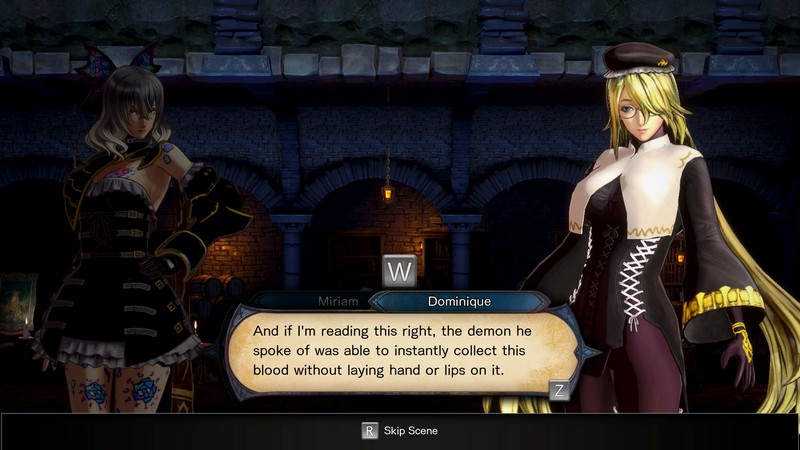 W
Miriam
Dominique
And if I'm reading this right, the demon he
spoke of was able to instantly collect this
blood without laying hand or lips on it.
Z
R Skip Scene